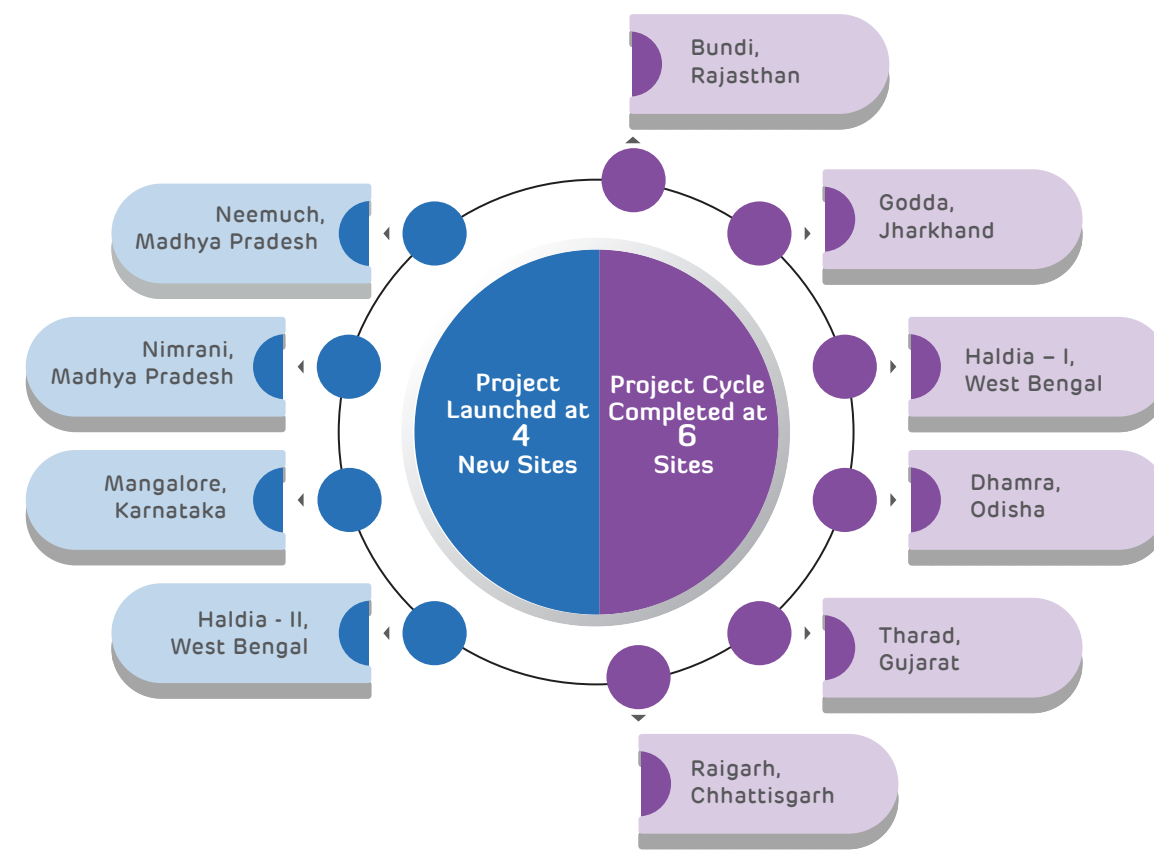 Bundi,
Rajasthan
Neemuch,
Madhya Pradesh
Godda,
Jharkhand
Nimrani,
Madhya Pradesh
Haldia – I,
West Bengal
Project
Launched at
4
New Sites
Project Cycle
Completed at
6
Sites
Mangalore,
Karnataka
Dhamra,
Odisha
Haldia - II,
West Bengal
Tharad,
Gujarat
Raigarh,
Chhattisgarh